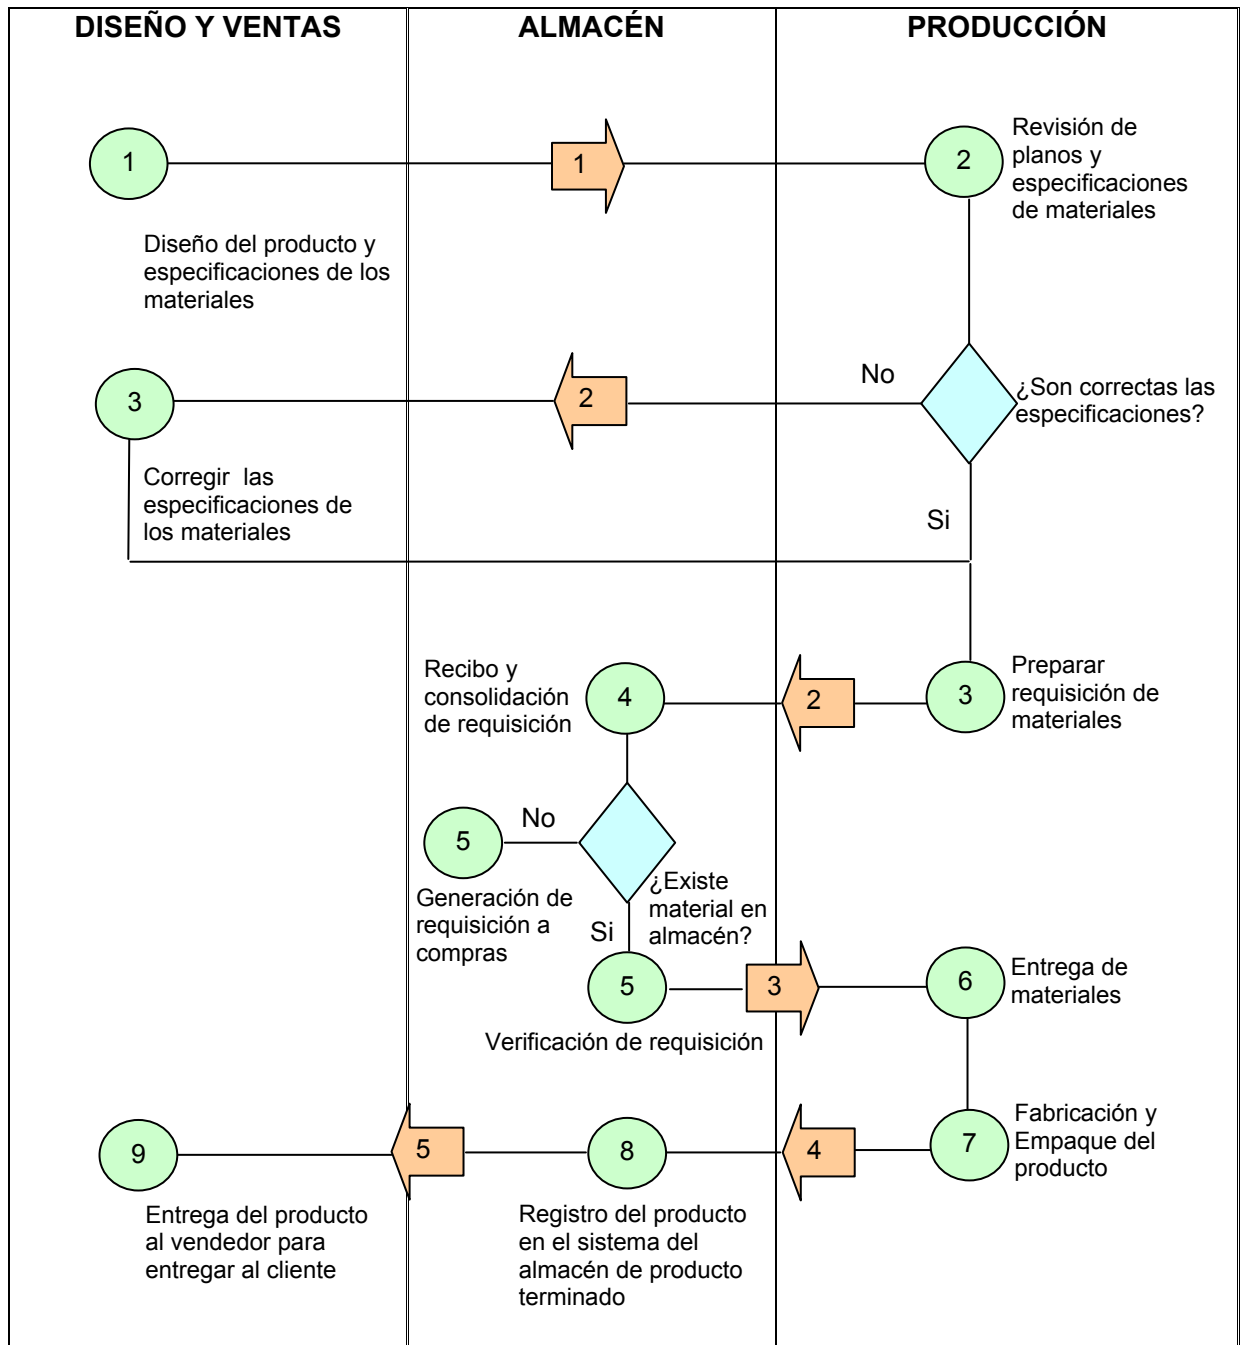 DISEÑO Y VENTAS
ALMACÉN
PRODUCCIÓN
1
1
2
Revisión de
planos y
especificaciones
de materiales
Diseño del producto y
especificaciones de los
materiales
3
2
No
¿Son correctas las
especificaciones?
Corregir las
especificaciones de
los materiales
Si
Recibo y
consolidación
de requisición
4
2
3
Preparar
requisición de
materiales
5
No
Generación de
requisición a
compras
¿Existe
material en
almacén?
Si
5
3
6
Entrega de
materiales
Verificación de requisición
9
5
8
4
7
Fabricación y
Empaque del
producto
Entrega del producto
al vendedor para
entregar al cliente
Registro del producto
en el sistema del
almacén de producto
terminado